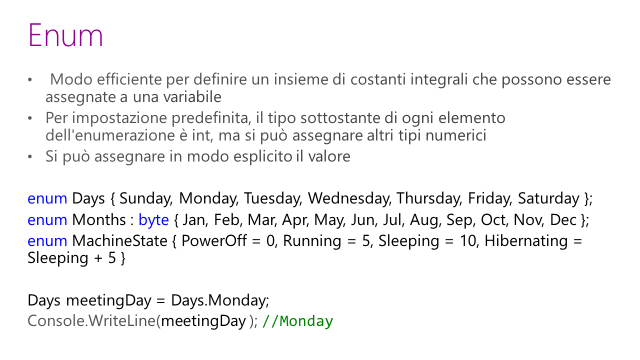 Enum
• Modo efficiente per definire un insieme di costanti integrali che possono essere
assegnate a una variabile
• Per impostazione predefinita, il tipo sottostante di ogni elemento
dell'enumerazione è int, ma si può assegnare altri tipi numerici
• Si può assegnare in modo esplicito il valore
enum Days { Sunday, Monday, Tuesday, Wednesday, Thursday, Friday, Saturday };
enum Months : byte { Jan, Feb, Mar, Apr, May, Jun, Jul, Aug, Sep, Oct, Nov, Dec };
enum MachineState { PowerOff = 0, Running = 5, Sleeping = 10, Hibernating =
Sleeping + 5 }
Days meetingDay = Days.Monday;
Console.WriteLine(meetingDay ); //Monday